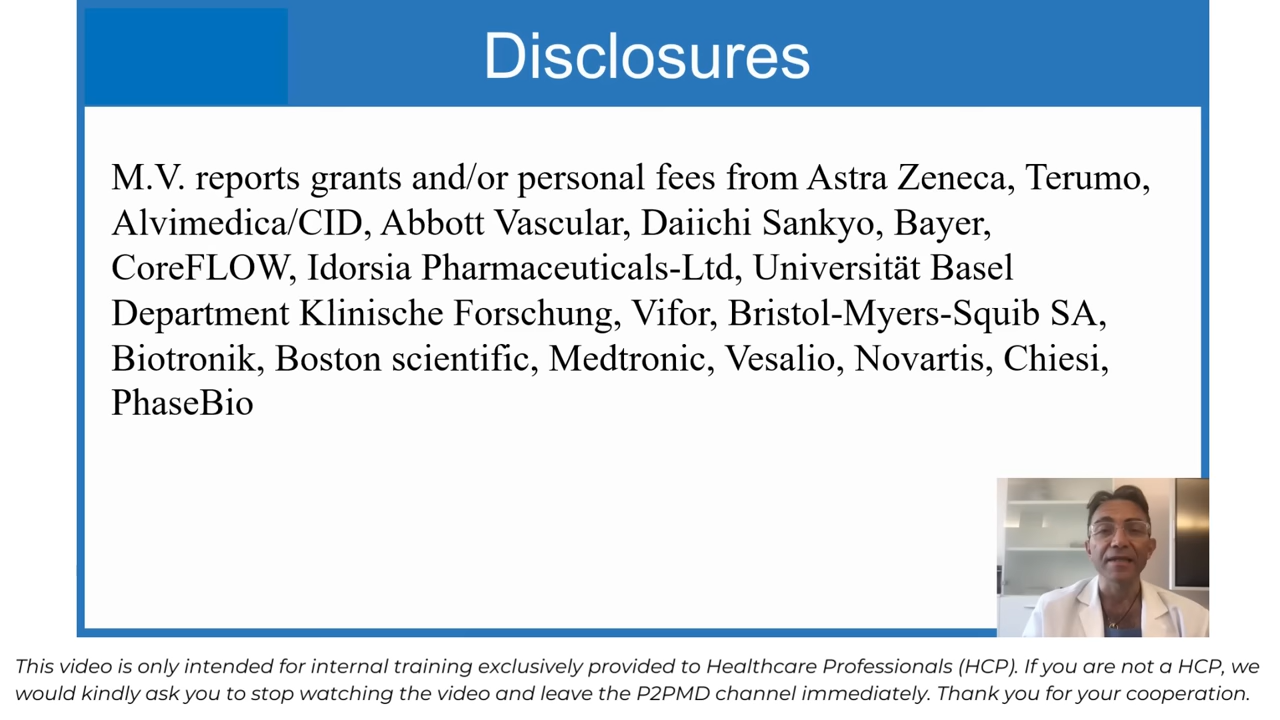 Disclosures
M.V. reports grants and/or personal fees from Astra Zeneca, Terumo,
Alvimedica/CID, Abbott Vascular, Daiichi Sankyo, Bayer,
CoreFLOW, Idorsia Pharmaceuticals-Ltd, Universität Basel
Department Klinische Forschung, Vifor, Bristol-Myers-Squib SA,
Biotronik, Boston scientific, Medtronic, Vesalio, Novartis, Chiesi,
PhaseBio
This video is only intended for internal training exclusively provided to Healthcare Professionals (HCP). If you are not a HCP, we
would kindly ask you to stop watching the video and leave the P2PMD channel immediately. Thank you for your cooperation.